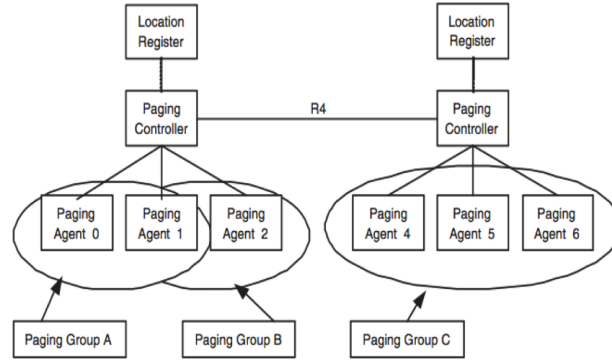 Location
Register
Location
Register
Paging
Controller
R4
Paging
Controller
Paging
Agent 0
Paging
Agent 1
Paging
Agent 2
Paging
Agent 4
Paging
Agent 5
Paging
Agent 6
Paging Group A
Paging Group B
Paging Group C